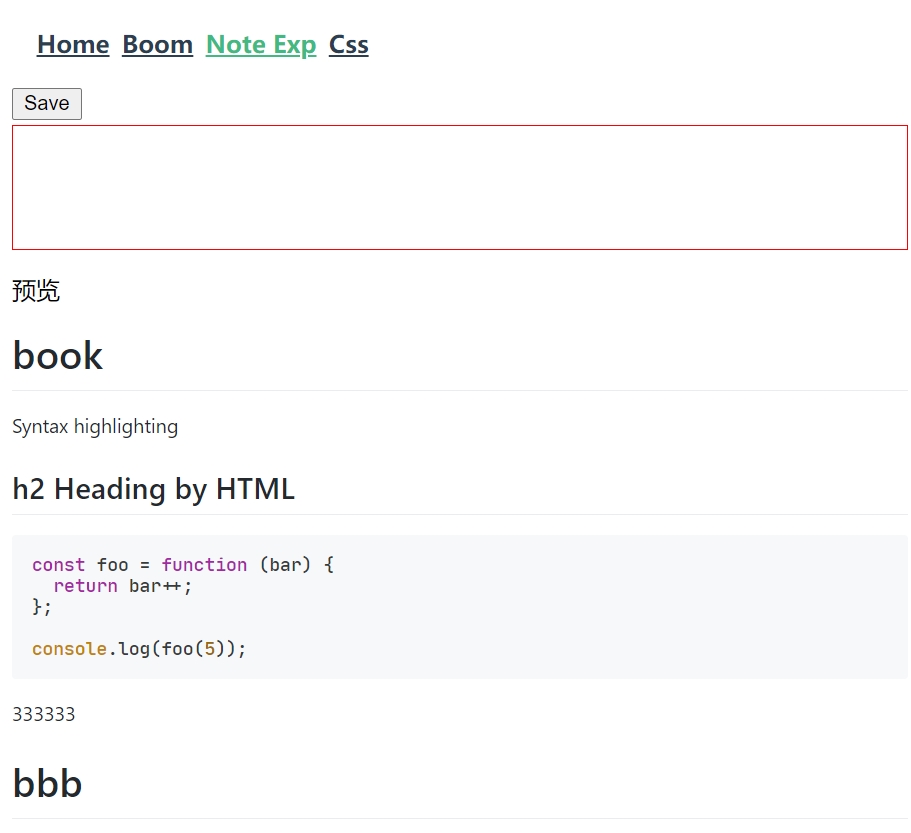 Home Boom Note Exp Css
Save
预览
book
Syntax highlighting
h2 Heading by HTML
const foo = function (bar) {
  return bar++;
};
console.log(foo(5));
333333
bbb